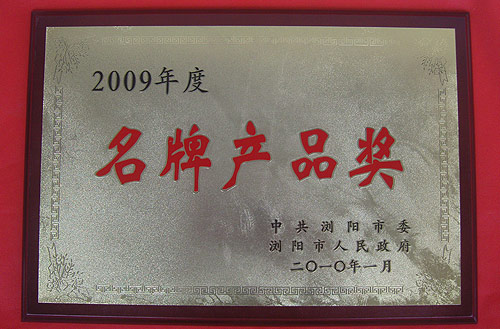 2009年度
名牌产品奖
中共浏阳市委
浏阳市人民政府
二〇一〇年一月